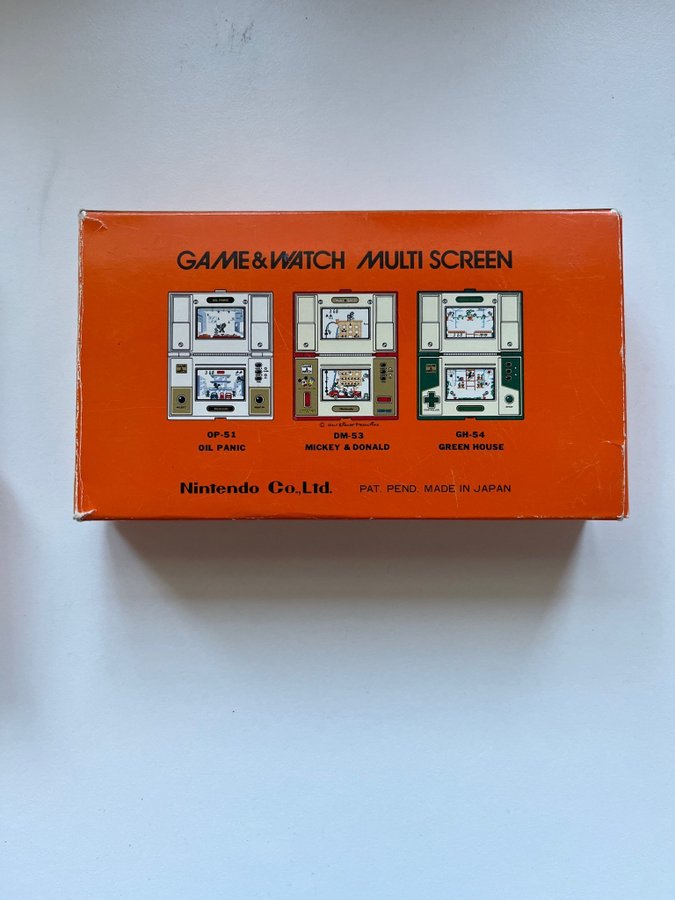 GAME&WATCH MULTI SCREEN
OP-51
OIL PANIC
DM-53
MICKEY & DONALD
GH-54
GREEN HOUSE
Nintendo Co.,Ltd. PAT. PEND. MADE IN JAPAN